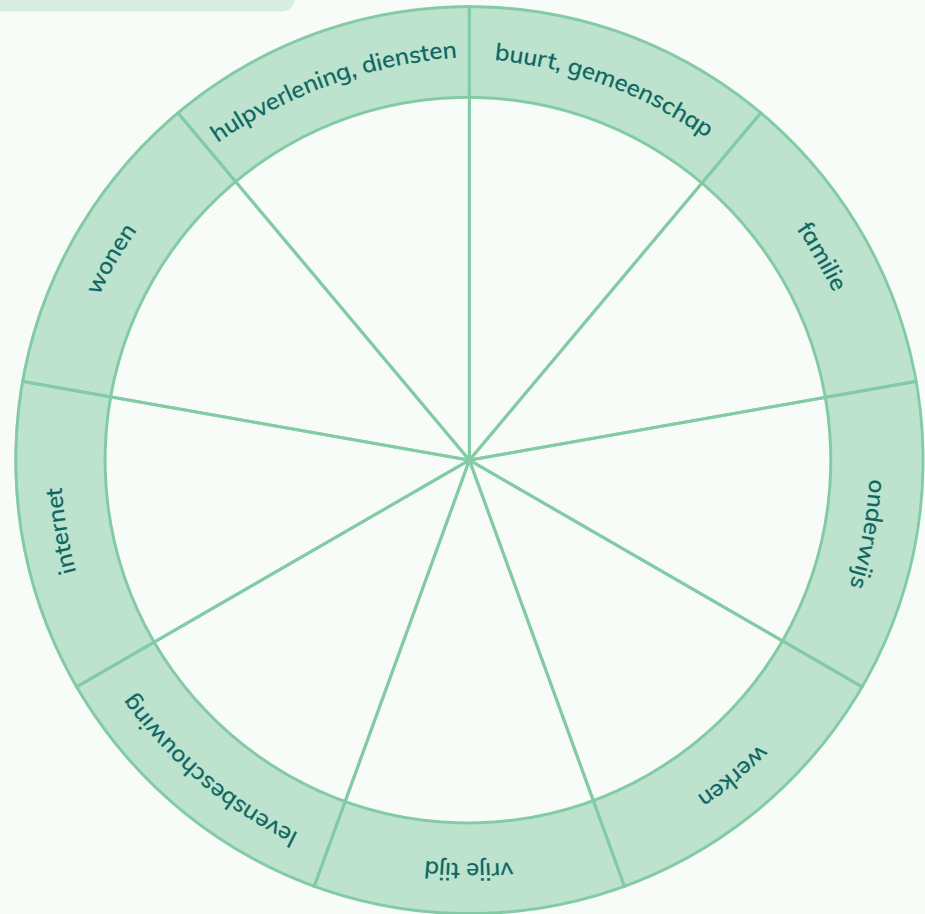 buurt, gemeenschap
familie
onderwijs
werken
vrije tijd
levensbeschouwing
internet
wonen
hulpverlening, diensten